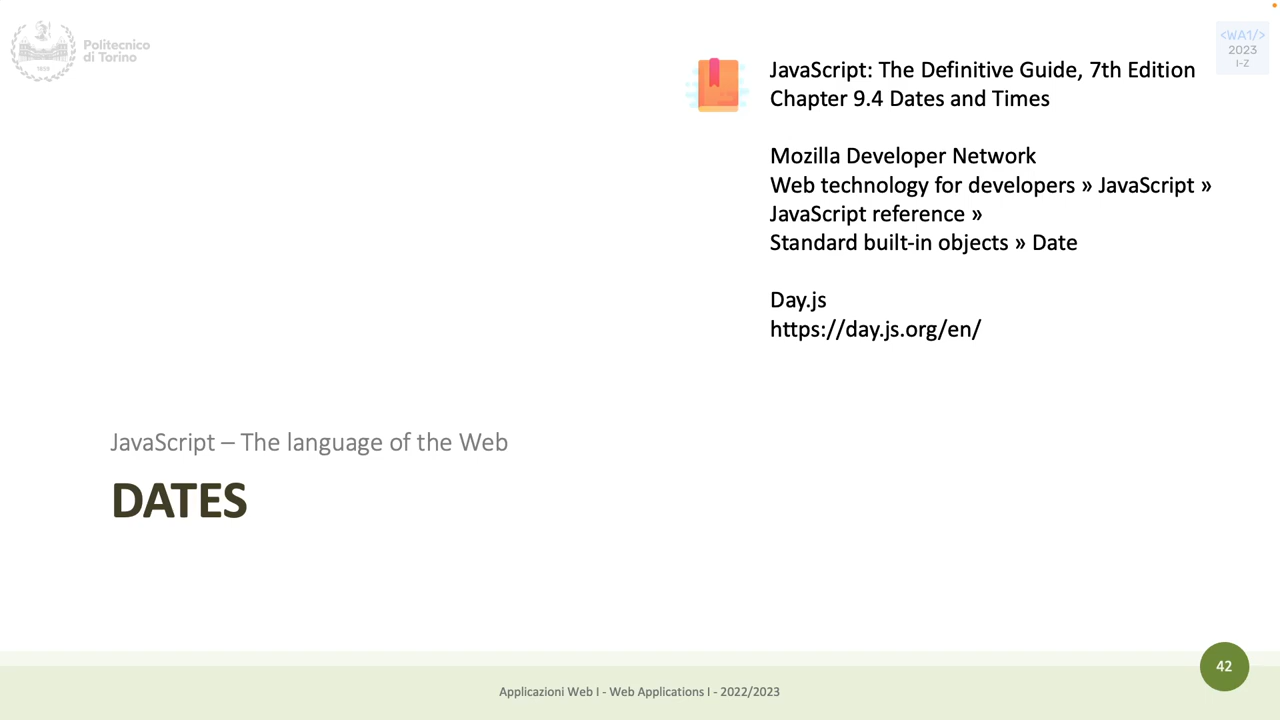 Politecnico
di Torino
1859
<WA1/>
2023
I-Z
JavaScript: The Definitive Guide, 7th Edition
Chapter 9.4 Dates and Times
Mozilla Developer Network
Web technology for developers » JavaScript »
JavaScript reference »
Standard built-in objects » Date
Day.js
https://day.js.org/en/
JavaScript – The language of the Web
DATES
42
Applicazioni Web I - Web Applications I - 2022/2023